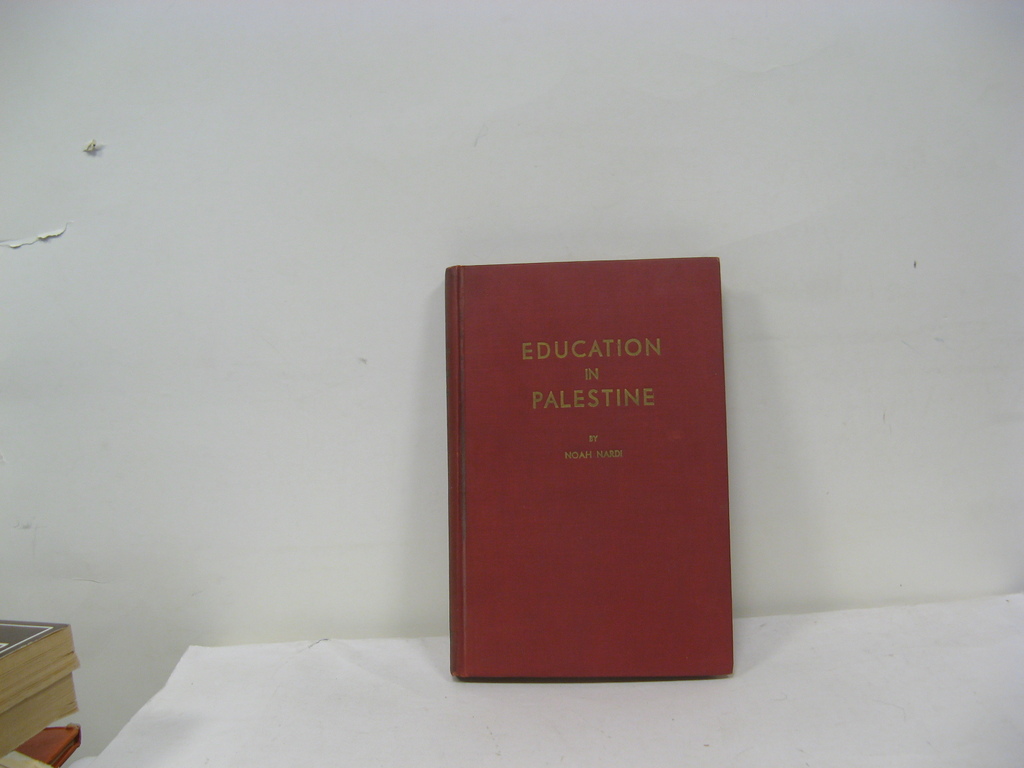 EDUCATION
IN
PALESTINE
BY
NOAH NARDI